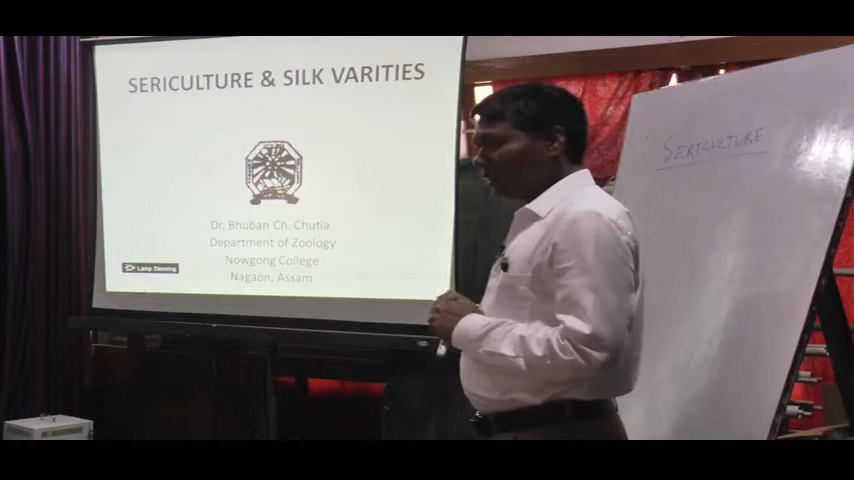 SERICULTURE & SILK VARITIES
Dr. Bhuban Ch. Chutia
Department of Zoology
Nowgong College
Nagaon, Assam
Lamp Dimming
SERICULTURE